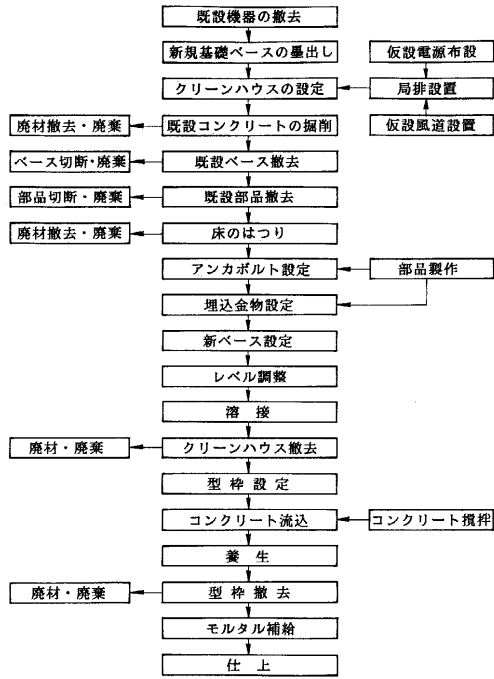 既設機器の撤去
新規基礎ベースの墨出し
仮設電源布設
クリーンハウスの設定
局排設置
廃材撤去・廃棄
既設コンクリートの掘削
仮設風道設置
ベース切断・廃棄
既設ベース撤去
部品切断・廃棄
既設部品撤去
廃材撤去・廃棄
床のはつり
アンカボルト設定
部品製作
埋込金物設定
新ベース設定
レベル調整
溶接
廃材・廃棄
クリーンハウス撤去
型枠設定
コンクリート流込
コンクリート攪拌
養生
廃材・廃棄
型枠撤去
モルタル補給
仕上